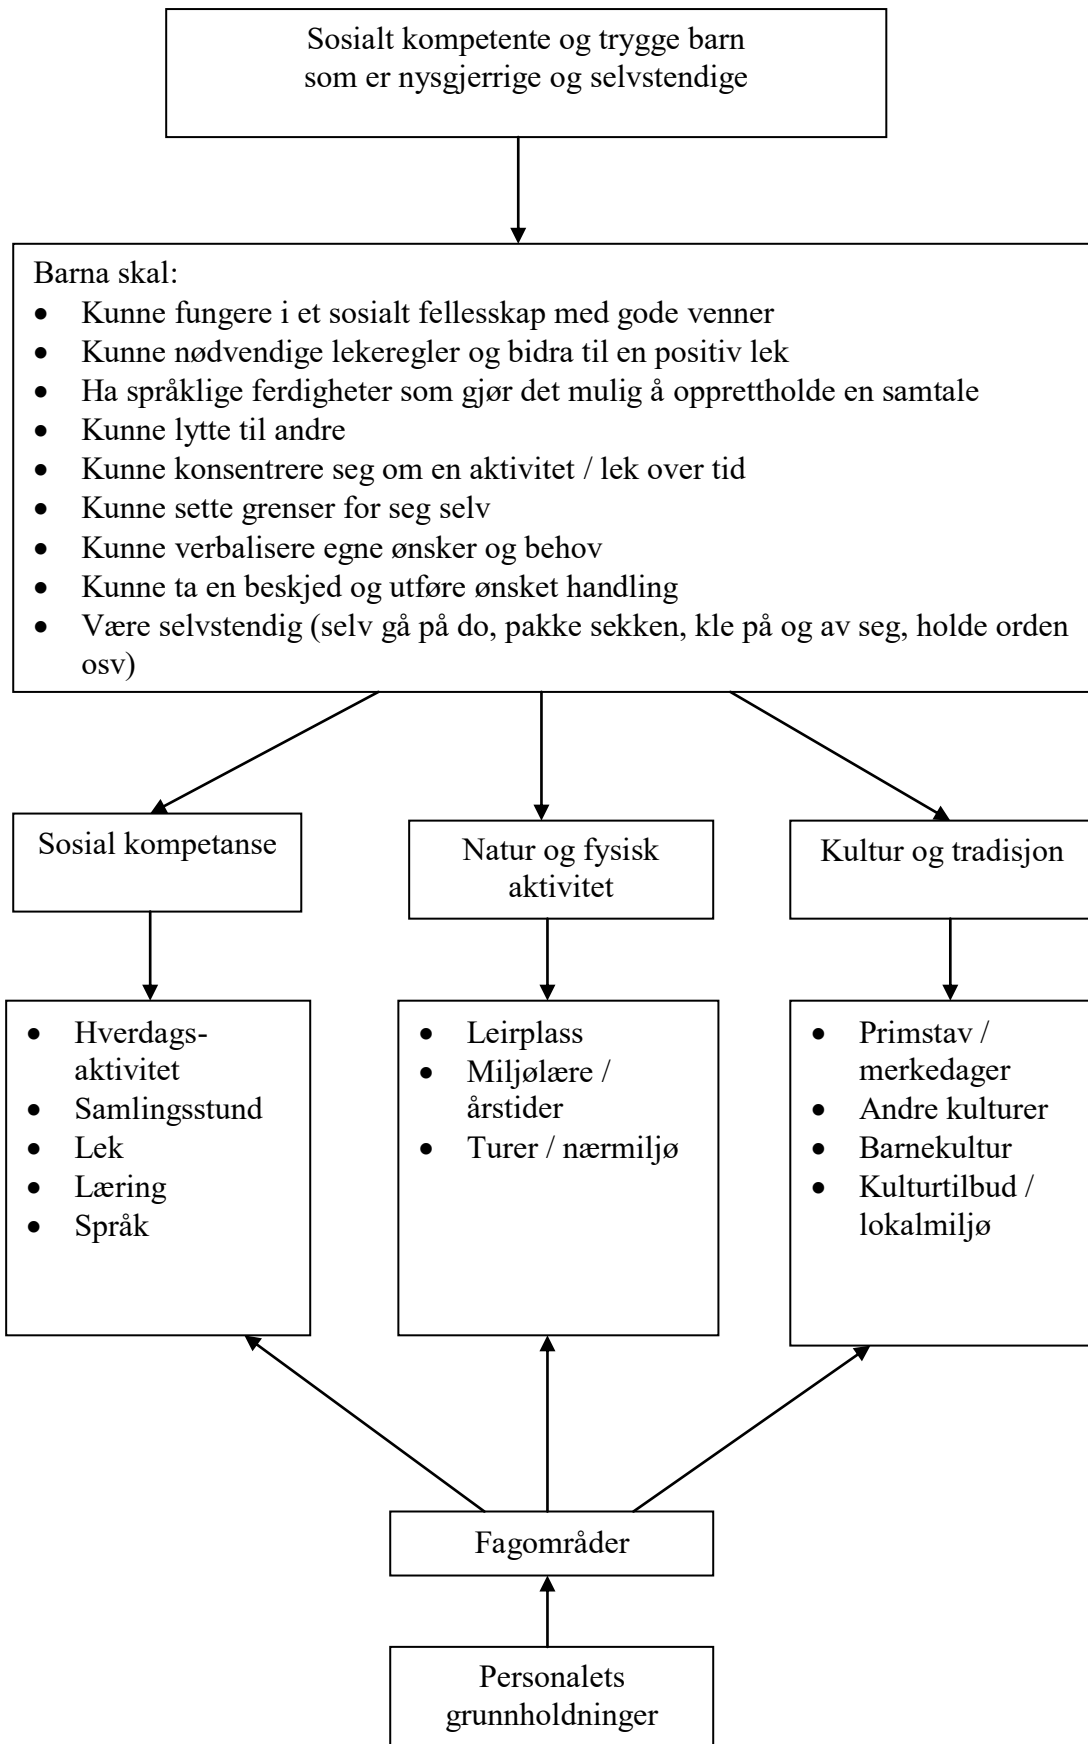 Sosialt kompetente og trygge barn
som er nysgjerrige og selvstendige
Barna skal:
• Kunne fungere i et sosialt fellesskap med gode venner
• Kunne nødvendige lekeregler og bidra til en positiv lek
• Ha språklige ferdigheter som gjør det mulig å opprettholde en samtale
• Kunne lytte til andre
• Kunne konsentrere seg om en aktivitet / lek over tid
• Kunne sette grenser for seg selv
• Kunne verbalisere egne ønsker og behov
• Kunne ta en beskjed og utføre ønsket handling
• Være selvstendig (selv gå på do, pakke sekken, kle på og av seg, holde orden
osv)
Sosial kompetanse
Natur og fysisk
aktivitet
Kultur og tradisjon
• Hverdags-
aktivitet
• Samlingsstund
• Lek
• Læring
• Språk
• Leirplass
• Miljølære /
årstider
• Turer / nærmiljø
• Primstav /
merkedager
• Andre kulturer
• Barnekultur
• Kulturtilbud /
lokalmiljø
Fagområder
Personalets
grunnholdninger